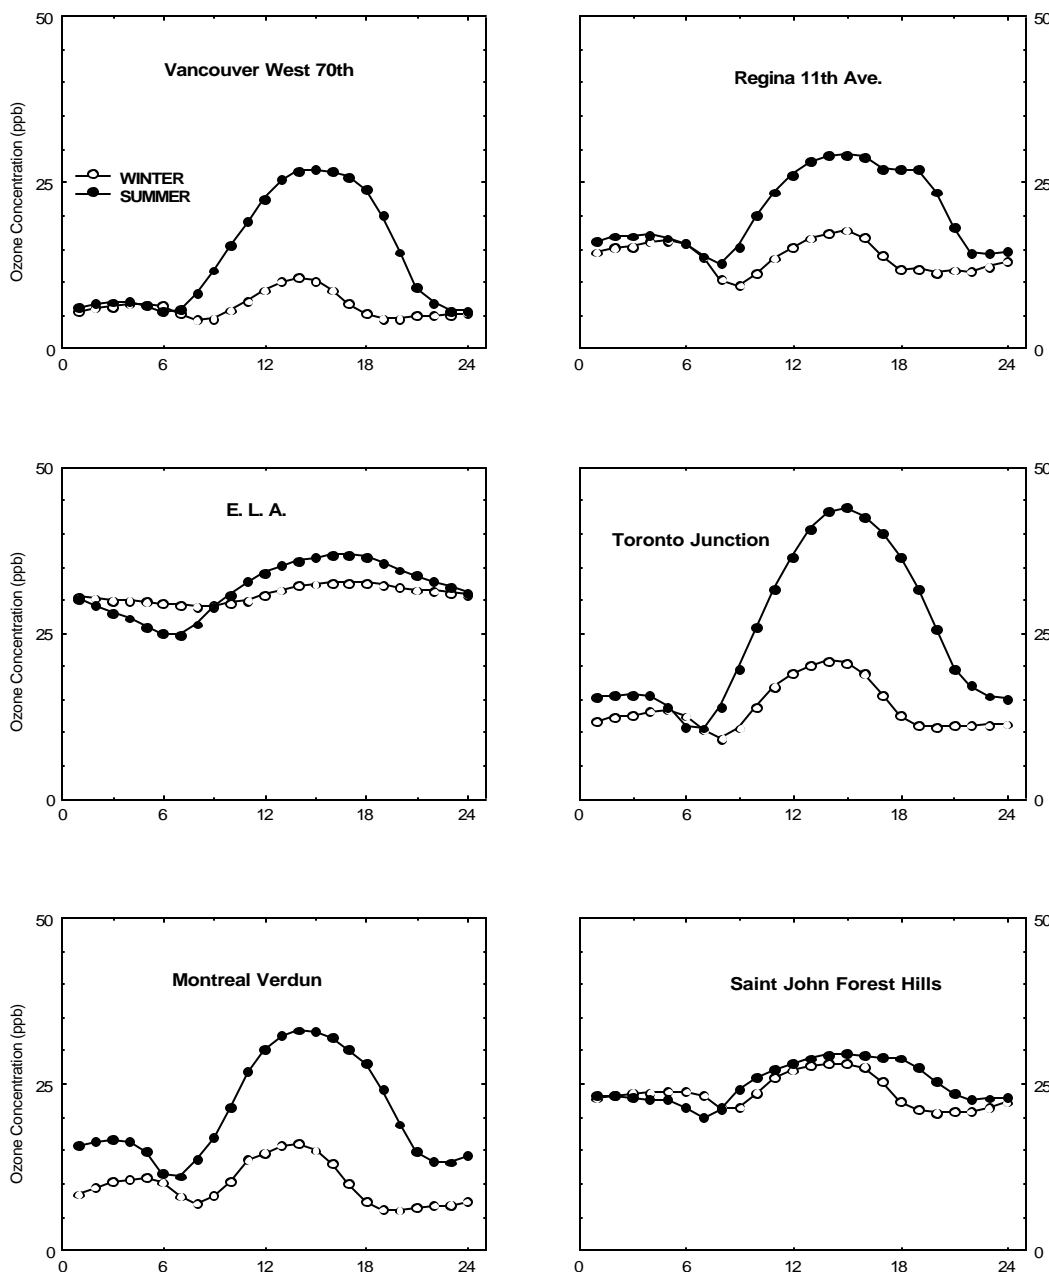 50
50
Vancouver West 70th
Regina 11th Ave.
Ozone Concentration (ppb)
WINTER
SUMMER
25
25
0
0
0 6 12 18 24
0 6 12 18 24
50
50
E. L. A.
Toronto Junction
Ozone Concentration (ppb)
25
25
0
0
0 6 12 18 24
0 6 12 18 24
50
50
Montreal Verdun
Saint John Forest Hills
Ozone Concentration (ppb)
25
25
0
0
0 6 12 18 24
0 6 12 18 24